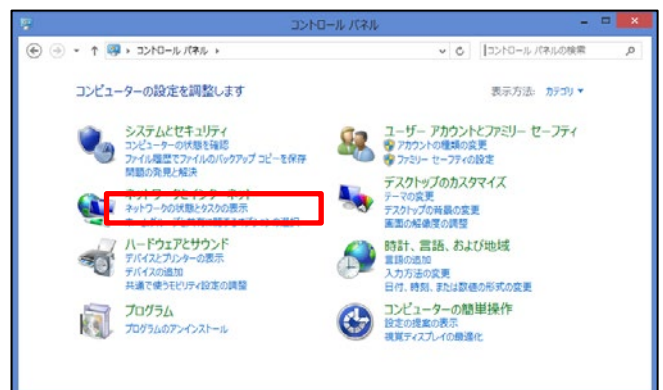 コントロール パネル
コントロール パネル
コントロール パネルの検索
コンピューターの設定を調整します
表示方法: カテゴリ
システムとセキュリティ
コンピューターの状態を確認
ファイル履歴でファイルのバックアップ コピーを保存
問題の発見と解決
ネットワークの状態とタスクの表示
ハードウェアとサウンド
デバイスとプリンターの表示
デバイスの追加
共通で使うモビリティ設定の調整
プログラム
プログラムのアンインストール
ユーザー アカウントとファミリー セーフティ
アカウントの種類の変更
ファミリー セーフティの設定
デスクトップのカスタマイズ
テーマの変更
デスクトップの背景の変更
画面の解像度の調整
時計、言語、および地域
言語の追加
入力方法の変更
日付、時刻、または数値の形式の変更
コンピューターの簡単操作
設定の提案の表示
視覚ディスプレイの最適化